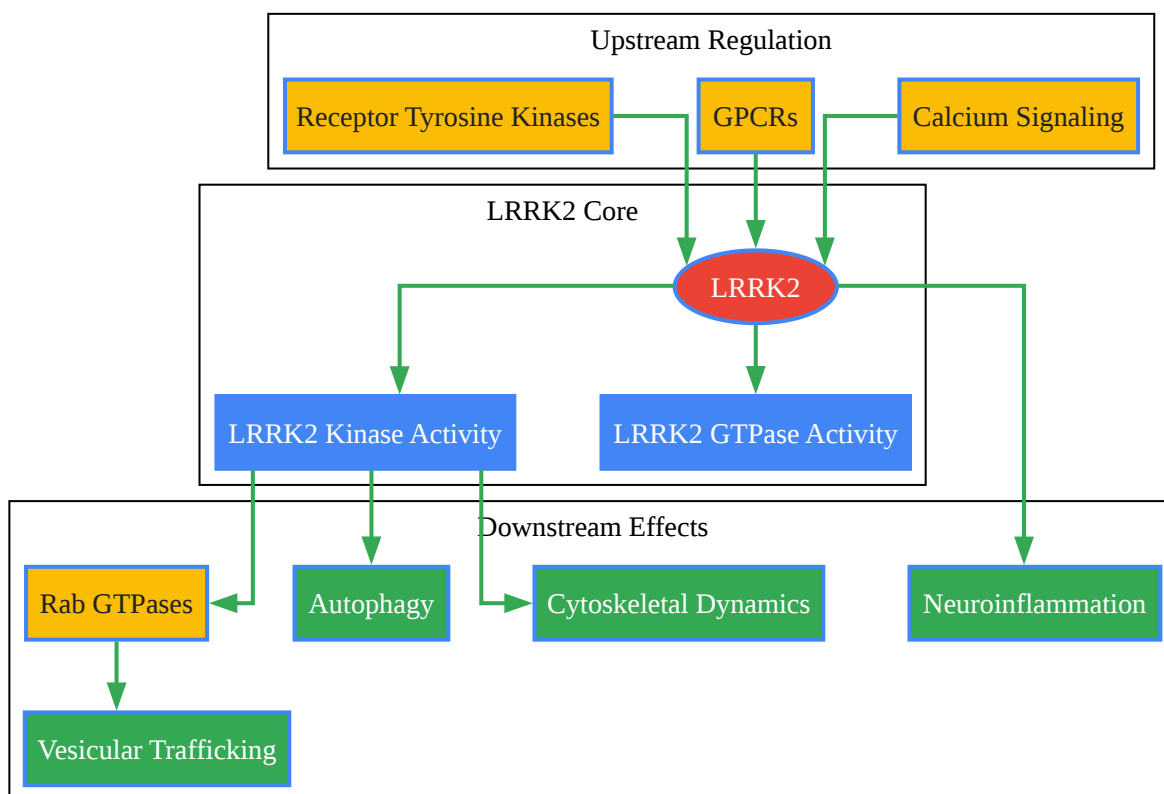 Upstream Regulation
Receptor Tyrosine Kinases
GPCRs
Calcium Signaling
LRRK2 Core
LRRK2
LRRK2 Kinase Activity
LRRK2 GTPase Activity
Downstream Effects
Rab GTPases
Autophagy
Cytoskeletal Dynamics
Neuroinflammation
Vesicular Trafficking